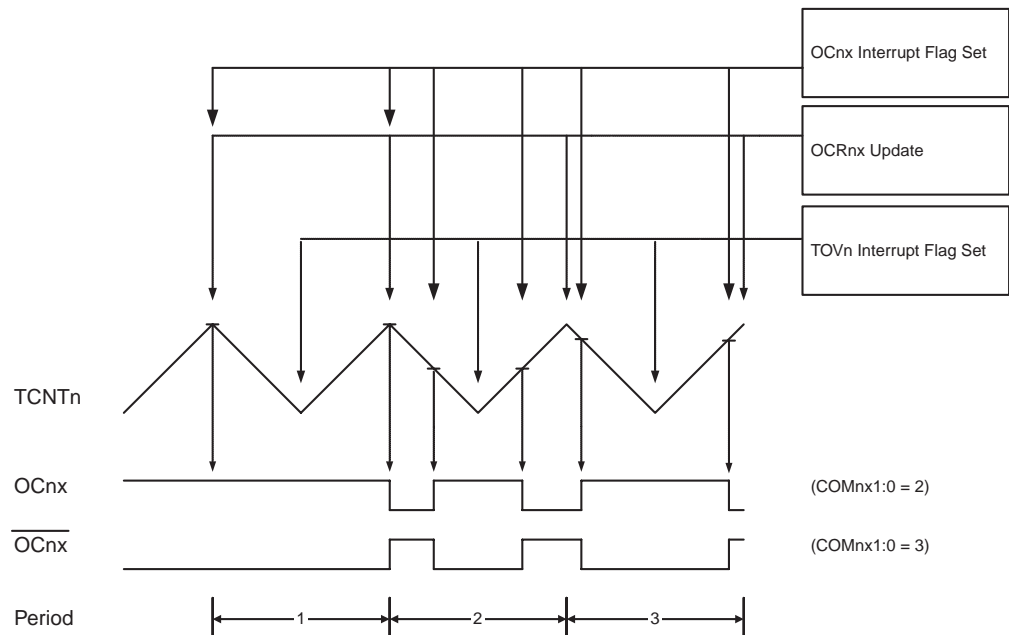 OCnx Interrupt Flag Set
OCRnx Update
TOVn Interrupt Flag Set
TCNTn
OCnx
(COMnx1:0 = 2)
OCnx
(COMnx1:0 = 3)
Period
1
2
3